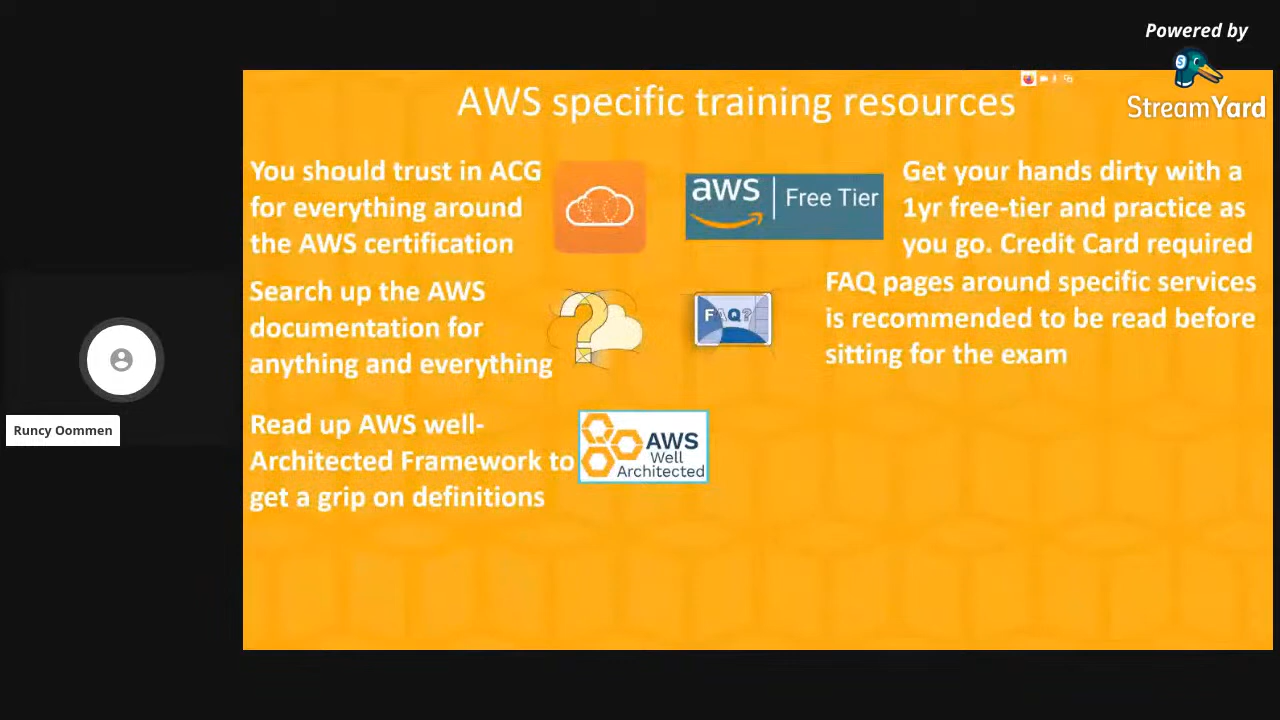 Powered by
StreamYard
AWS specific training resources
You should trust in ACG
for everything around
the AWS certification
aws | Free Tier
Get your hands dirty with a
1yr free-tier and practice as
you go. Credit Card required
Search up the AWS
documentation for
anything and everything
FAQ?
FAQ pages around specific services
is recommended to be read before
sitting for the exam
Runcy Oommen
Read up AWS well-
Architected Framework to
get a grip on definitions
AWS
Well
Architected